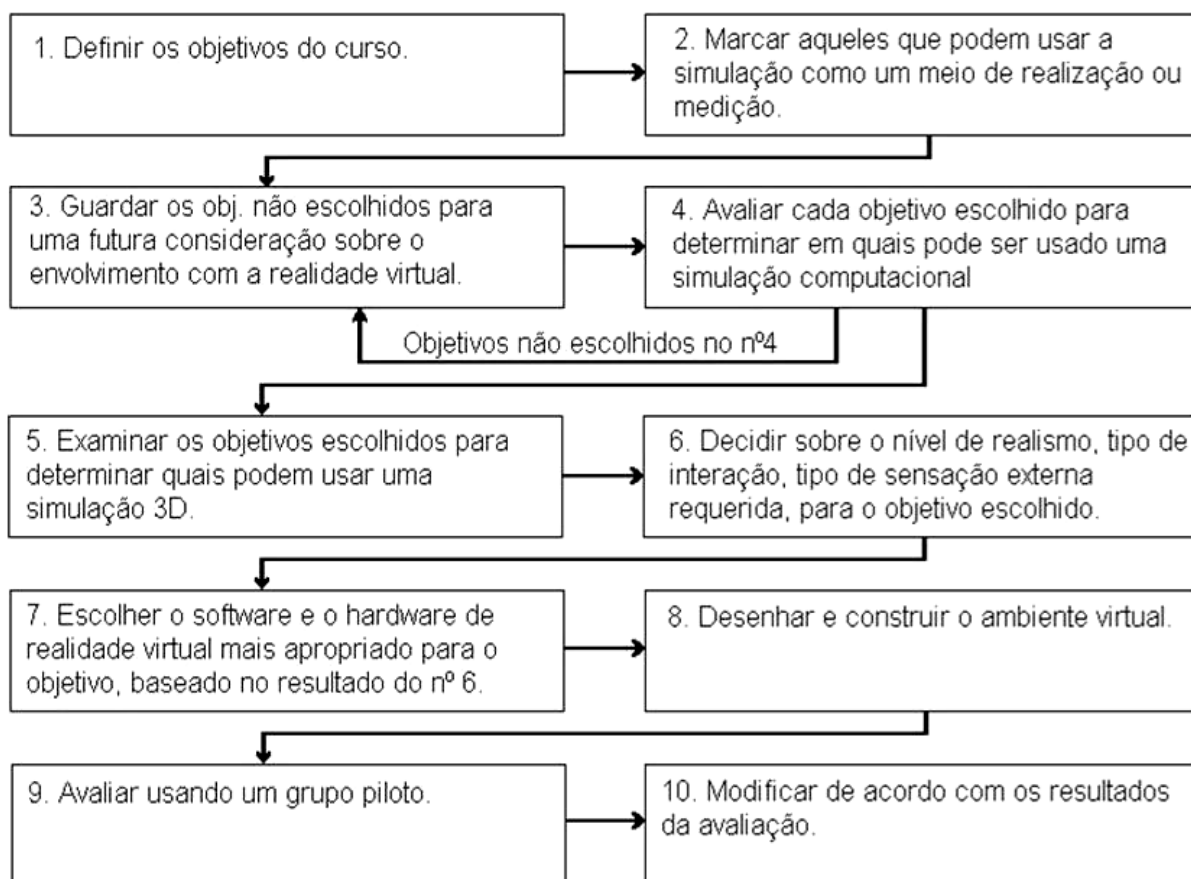 1. Definir os objetivos do curso.
2. Marcar aqueles que podem usar a
simulação como um meio de realização ou
medição.
3. Guardar os obj. não escolhidos para
uma futura consideração sobre o
envolvimento com a realidade virtual.
4. Avaliar cada objetivo escolhido para
determinar em quais pode ser usado uma
simulação computacional
Objetivos não escolhidos no nº4
5. Examinar os objetivos escolhidos para
determinar quais podem usar uma
simulação 3D.
6. Decidir sobre o nível de realismo, tipo de
interação, tipo de sensação externa
requerida, para o objetivo escolhido.
7. Escolher o software e o hardware de
realidade virtual mais apropriado para o
objetivo, baseado no resultado do nº 6.
8. Desenhar e construir o ambiente virtual.
9. Avaliar usando um grupo piloto.
10. Modificar de acordo com os resultados
da avaliação.